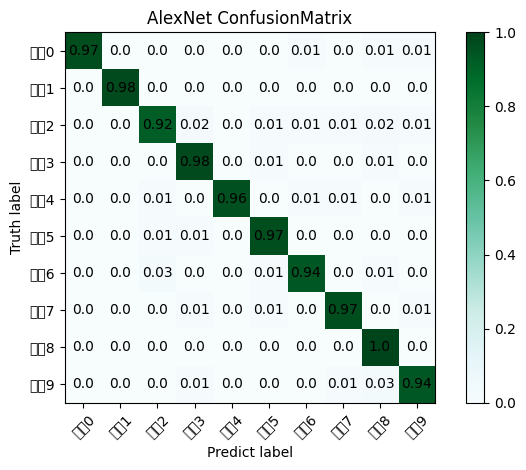 AlexNet ConfusionMatrix
0 0.97 0.0 0.0 0.0 0.0 0.0 0.01 0.0 0.01 0.01
1 0.0 0.98 0.0 0.0 0.0 0.0 0.0 0.0 0.0 0.0
2 0.0 0.0 0.92 0.02 0.0 0.01 0.01 0.01 0.02 0.01
3 0.0 0.0 0.0 0.98 0.0 0.01 0.0 0.0 0.01 0.0
4 0.0 0.0 0.01 0.0 0.96 0.0 0.01 0.01 0.0 0.01
5 0.0 0.0 0.01 0.01 0.0 0.97 0.0 0.0 0.0 0.0
6 0.0 0.0 0.03 0.0 0.0 0.01 0.94 0.0 0.01 0.0
7 0.0 0.0 0.0 0.01 0.0 0.01 0.0 0.97 0.0 0.01
8 0.0 0.0 0.0 0.0 0.0 0.0 0.0 0.0 1.0 0.0
9 0.0 0.0 0.0 0.01 0.0 0.0 0.0 0.01 0.03 0.94
0 1 2 3 4 5 6 7 8 9
Truth label
Predict label
1.0
0.8
0.6
0.4
0.2
0.0